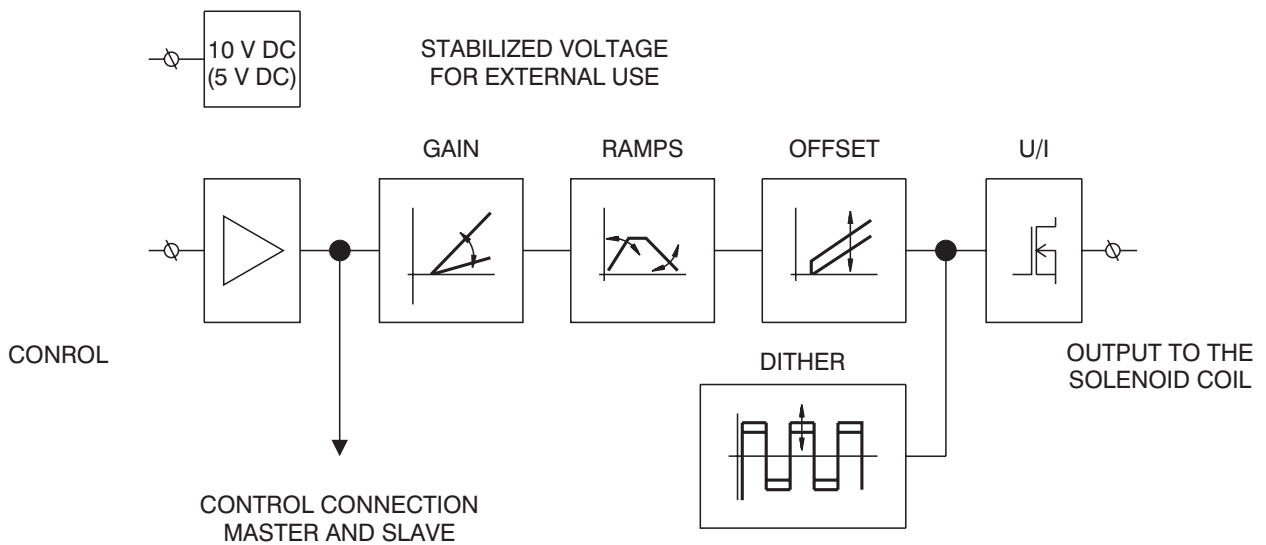 10 V DC
(5 V DC)
STABILIZED VOLTAGE
FOR EXTERNAL USE
GAIN
RAMPS
OFFSET
U/I
CONROL
DITHER
OUTPUT TO THE
SOLENOID COIL
CONTROL CONNECTION
MASTER AND SLAVE